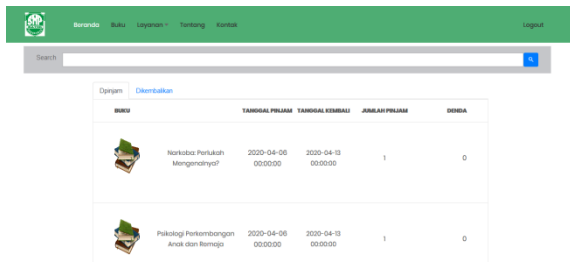 Beranda Buku Layanan Tentang Kontak Logout
Search
Dipinjam Dikembalikan
BUKU TANGGAL PINJAM TANGGAL KEMBALI JUMLAH PINJAM DENDA
Narkoba: Perlukah Mengenalnya? 2020-04-06 00:00:00 2020-04-13 00:00:00 1 0
Psikologi Perkembangan Anak dan Remaja 2020-04-06 00:00:00 2020-04-13 00:00:00 1 0